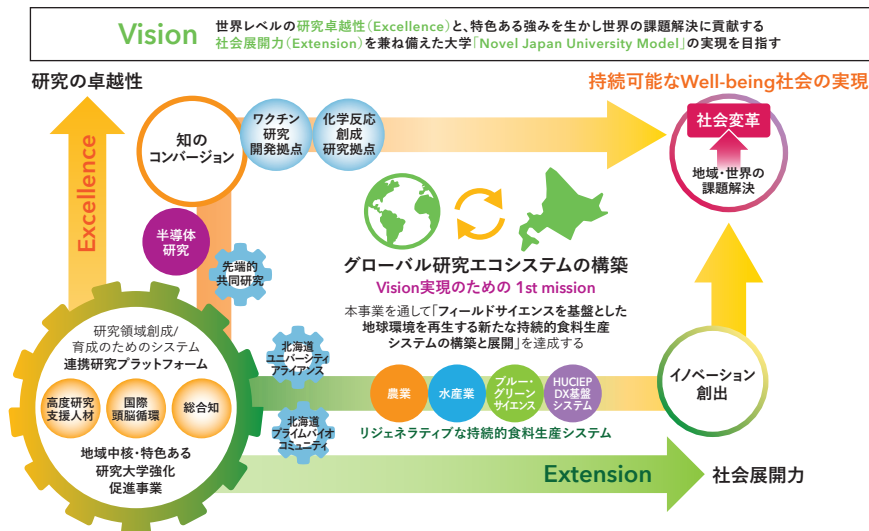 Vision
世界レベルの研究卓越性(Excellence)と、特色ある強みを生かし世界の課題解決に貢献する
社会展開力(Extension)を兼ね備えた大学「Novel Japan University Model」の実現を目指す
研究の卓越性
持続可能なWell-being社会の実現
Excellence
知の
コンバージョン
ワクチン
研究
開発拠点
化学反応
創成
研究拠点
社会変革
地域・世界の
課題解決
半導体
研究
先端的
共同研究
グローバル研究エコシステムの構築
Vision実現のための 1st mission
本事業を通して「フィールドサイエンスを基盤とした
地球環境を再生する新たな持続的食料生産
システムの構築と展開」を達成する
研究領域創成/
育成のためのシステム
連携研究プラットフォーム
高度研究
支援人材
国際
頭脳循環
総合知
地域中核・特色ある
研究大学強化
促進事業
北海道
ユニバーシティ
アライアンス
北海道
プライムバイオ
コミュニティ
農業
水産業
ブルー・
グリーン
サイエンス
HUCIEP
DX基盤
システム
リジェネラティブな持続的食料生産システム
イノベーション
創出
Extension
社会展開力